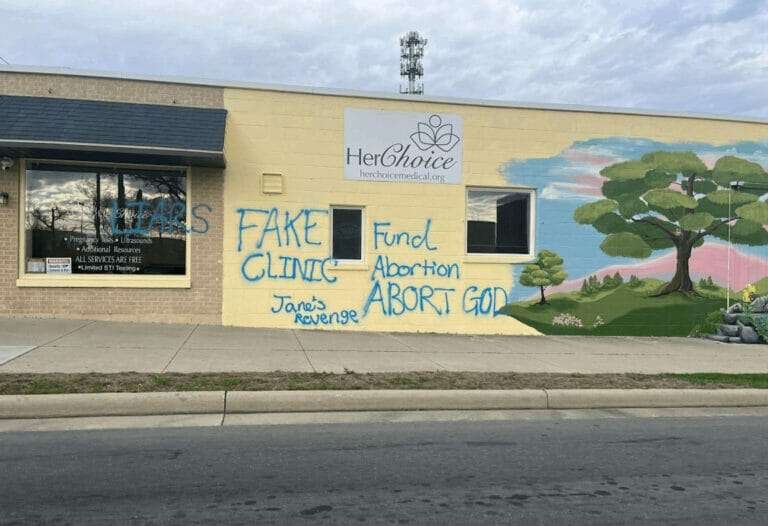 HerChoice
herchoicemedical.org
LIARS
• Pregnancy Tests • Ultrasounds
• Additional Resources
ALL SERVICES ARE FREE
•Limited STI Testing•
FAKE
CLINIC
Jane's
Revenge
Fund
Abortion
ABORT GOD